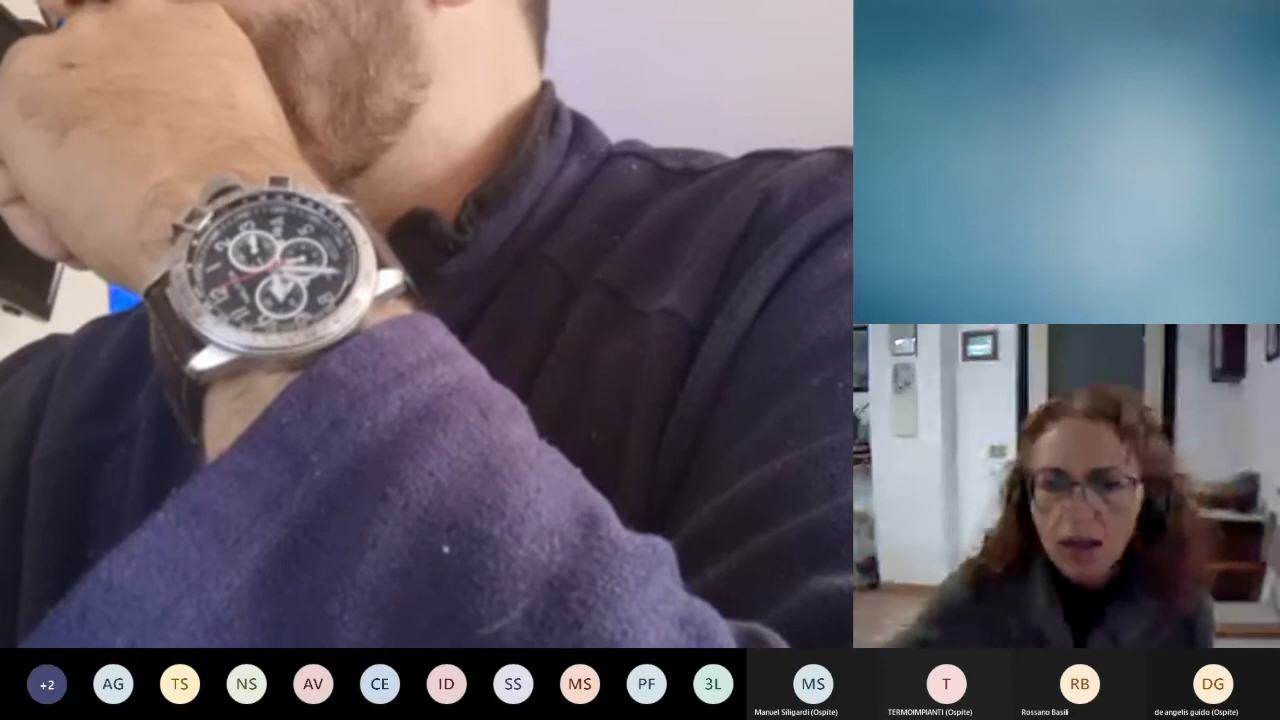 +2
AG
TS
NS
AV
CE
ID
SS
MS
PF
3L
MS
T
RB
DG
Manuel Siligardi (Ospite)
TERMOIMPIANTI (Ospite)
Rossano Basili
de angelis guido (Ospite)